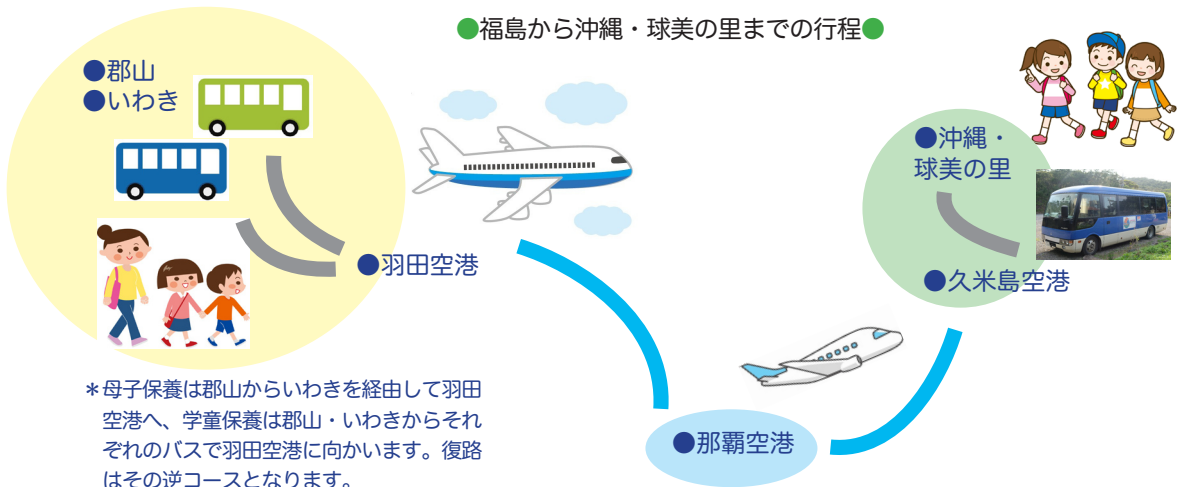 ●福島から沖縄・球美の里までの行程●
●郡山
●いわき
●羽田空港
●沖縄・
球美の里
●久米島空港
●那覇空港
＊母子保養は郡山からいわきを経由して羽田
空港へ、学童保養は郡山・いわきからそれ
ぞれのバスで羽田空港に向かいます。復路
はその逆コースとなります。